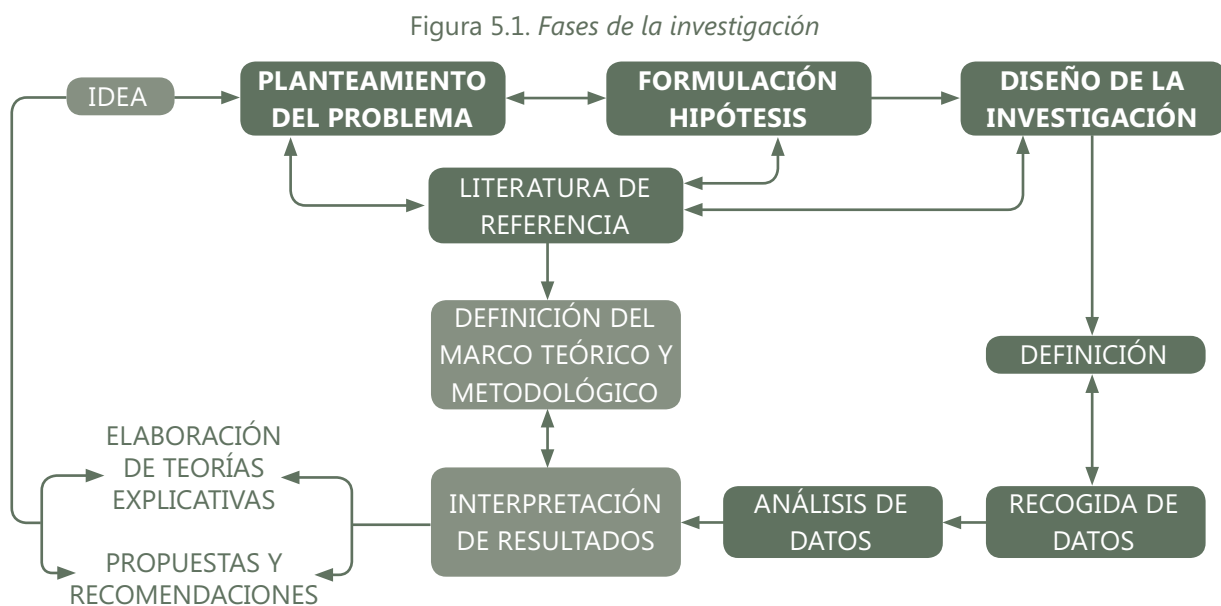 Figura 5.1. Fases de la investigación
IDEA
PLANTEAMIENTO
DEL PROBLEMA
FORMULACIÓN
HIPÓTESIS
DISEÑO DE LA
INVESTIGACIÓN
LITERATURA DE
REFERENCIA
DEFINICIÓN DEL
MARCO TEÓRICO Y
METODOLÓGICO
DEFINICIÓN
ELABORACIÓN
DE TEORÍAS
EXPLICATIVAS
INTERPRETACIÓN
DE RESULTADOS
ANÁLISIS DE
DATOS
RECOGIDA DE
DATOS
PROPUESTAS Y
RECOMENDACIONES